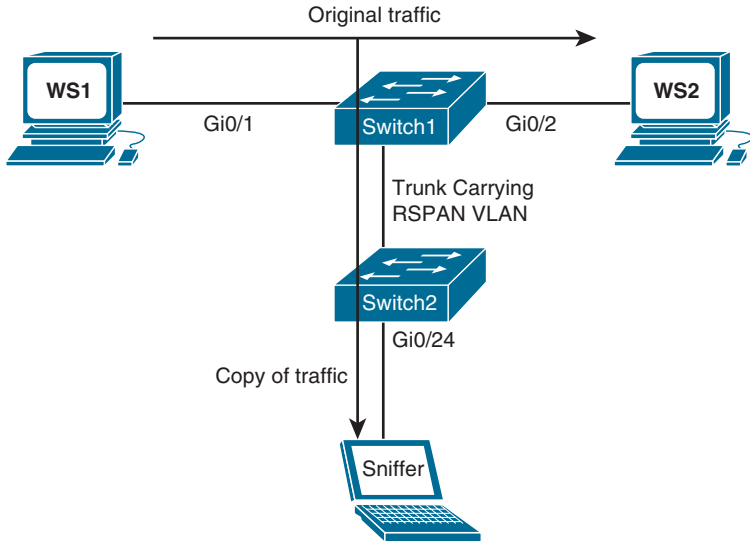 Original traffic
WS1
WS2
Gi0/1
Switch1
Gi0/2
Trunk Carrying
RSPAN VLAN
Switch2
Gi0/24
Copy of traffic
Sniffer